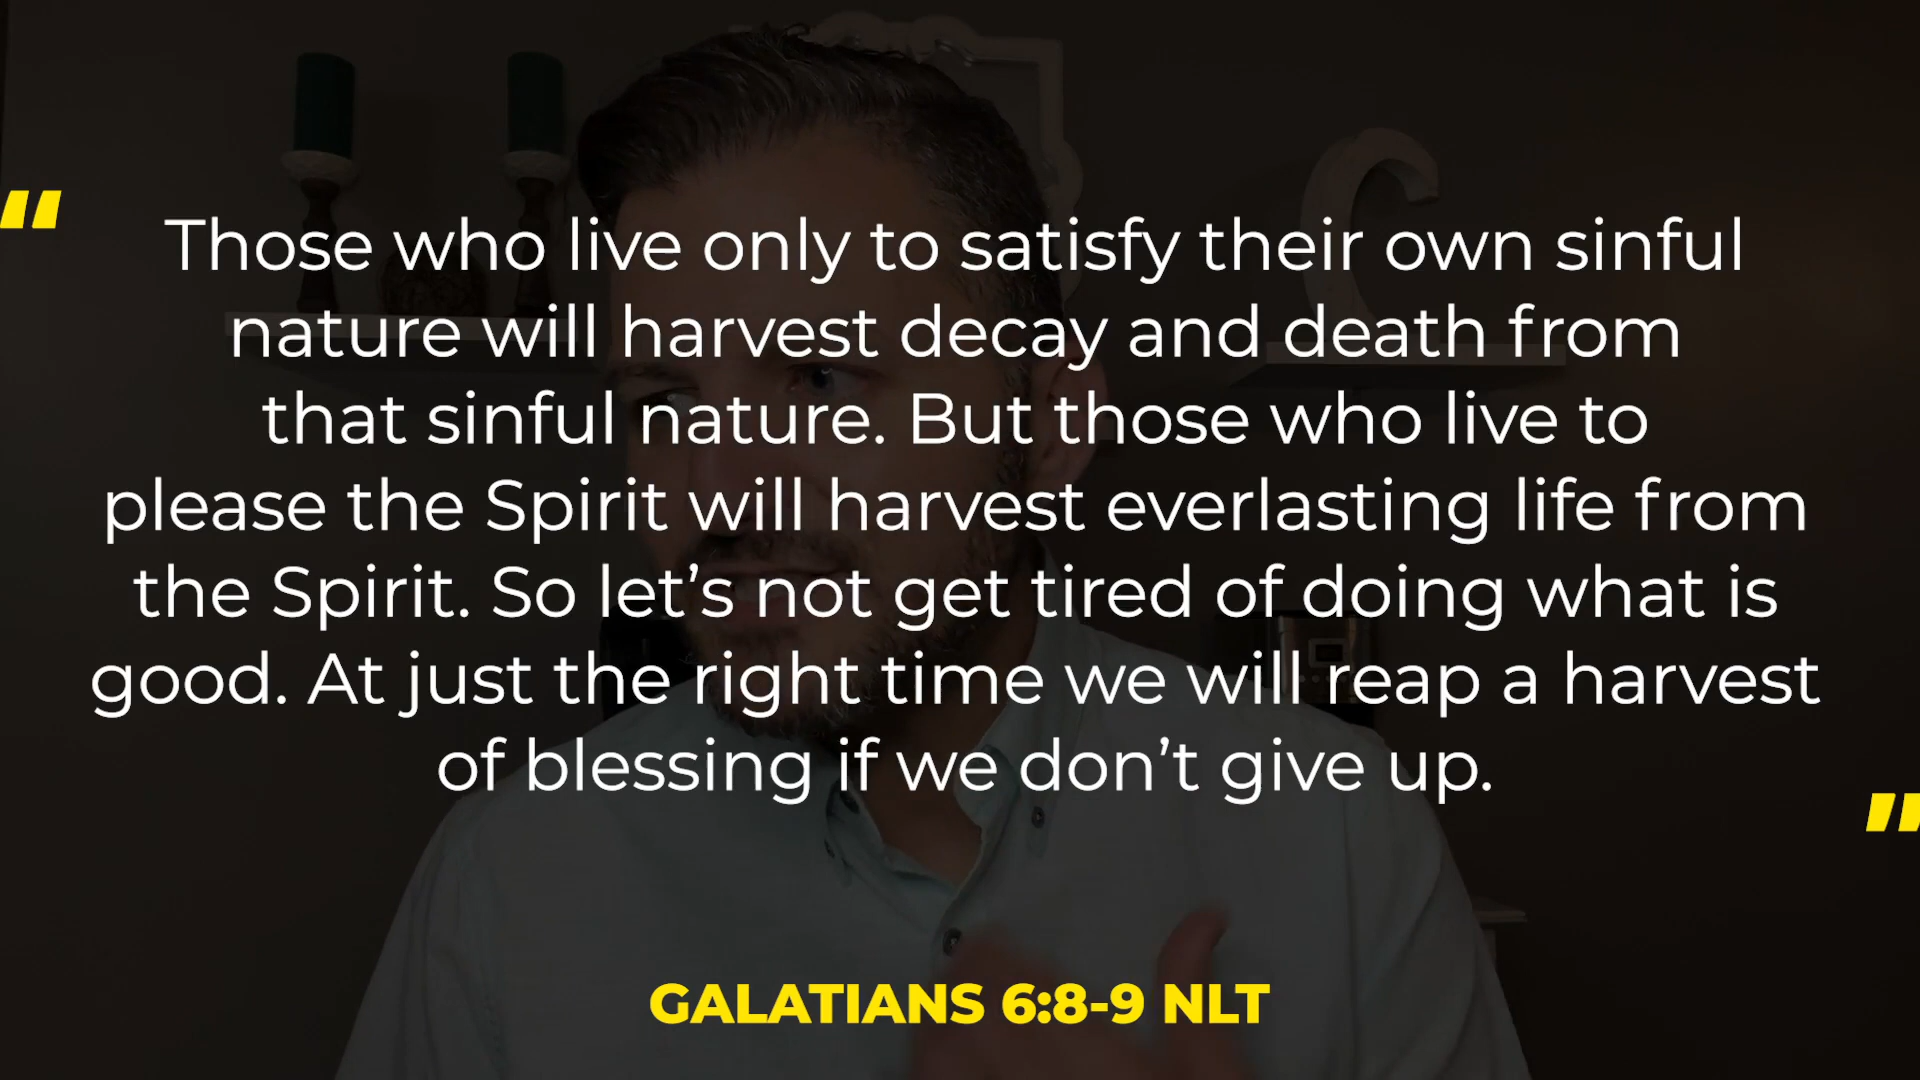 “
Those who live only to satisfy their own sinful
nature will harvest decay and death from
that sinful nature. But those who live to
please the Spirit will harvest everlasting life from
the Spirit. So let’s not get tired of doing what is
good. At just the right time we will reap a harvest
of blessing if we don’t give up.
”
GALATIANS 6:8-9 NLT